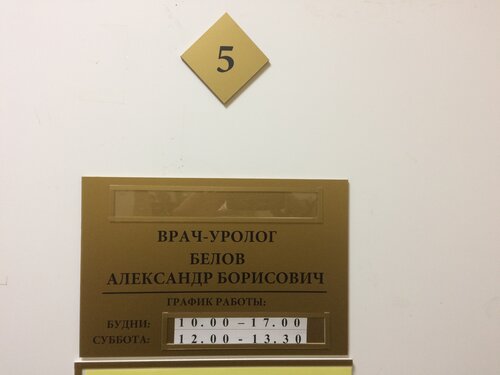 5
ВРАЧ-УРОЛОГ
БЕЛОВ
АЛЕКСАНДР БОРИСОВИЧ
ГРАФИК РАБОТЫ:
БУДНИ: 10.00 –17.00
СУББОТА: 12.00 - 13.30